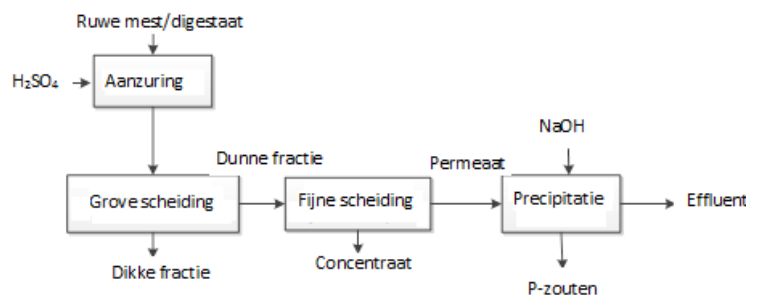 Ruwe mest/digestaat
H₂SO₄
Aanzuring
NaOH
Dunne fractie
Permeaat
Grove scheiding
Fijne scheiding
Precipitatie
Effluent
Dikke fractie
Concentraat
P-zouten